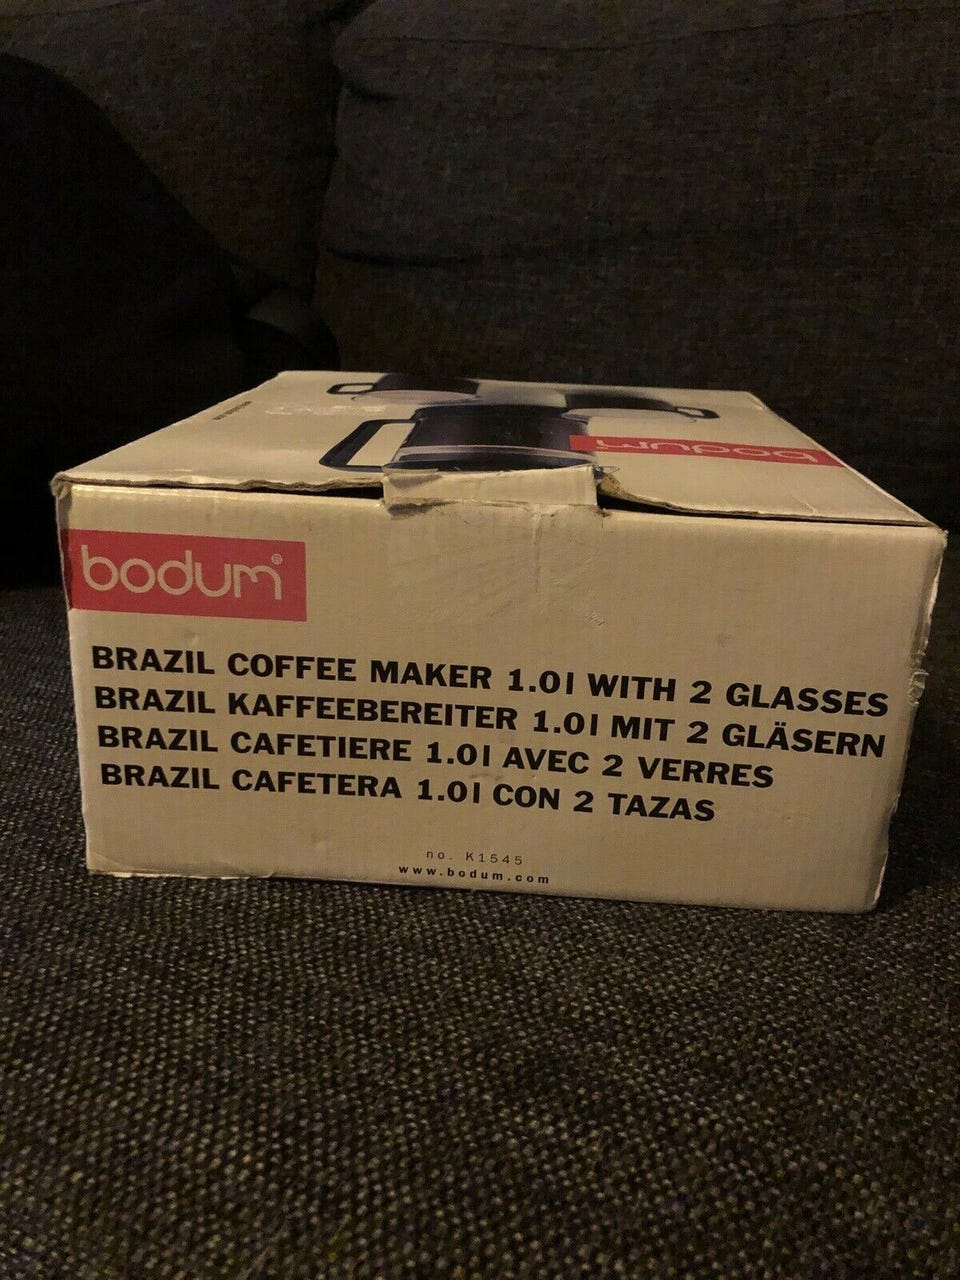 bodum
bodum®
BRAZIL COFFEE MAKER 1.0l WITH 2 GLASSES
BRAZIL KAFFEEBEREITER 1.0l MIT 2 GLÄSERN
BRAZIL CAFETIERE 1.0l AVEC 2 VERRES
BRAZIL CAFETERA 1.0l CON 2 TAZAS
no. K1545
www.bodum.com